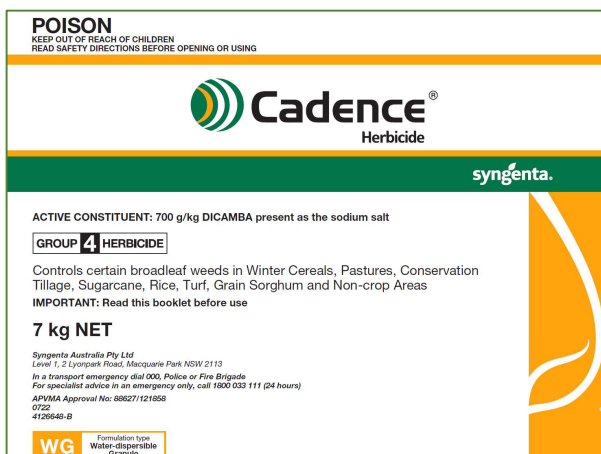 POISON
KEEP OUT OF REACH OF CHILDREN
READ SAFETY DIRECTIONS BEFORE OPENING OR USING
Cadence®
Herbicide
syngenta.
ACTIVE CONSTITUENT: 700 g/kg DICAMBA present as the sodium salt
GROUP 4 HERBICIDE
Controls certain broadleaf weeds in Winter Cereals, Pastures, Conservation
Tillage, Sugarcane, Rice, Turf, Grain Sorghum and Non-crop Areas
IMPORTANT: Read this booklet before use
7 kg NET
Syngenta Australia Pty Ltd
Level 1, 2 Lyonpark Road, Macquarie Park NSW 2113
In a transport emergency dial 000, Police or Fire Brigade
For specialist advice in an emergency only, call 1800 033 111 (24 hours)
APVMA Approval No: 88627/121858
0722
4126648-B
WG
Formulation type
Water-dispersible
Granule